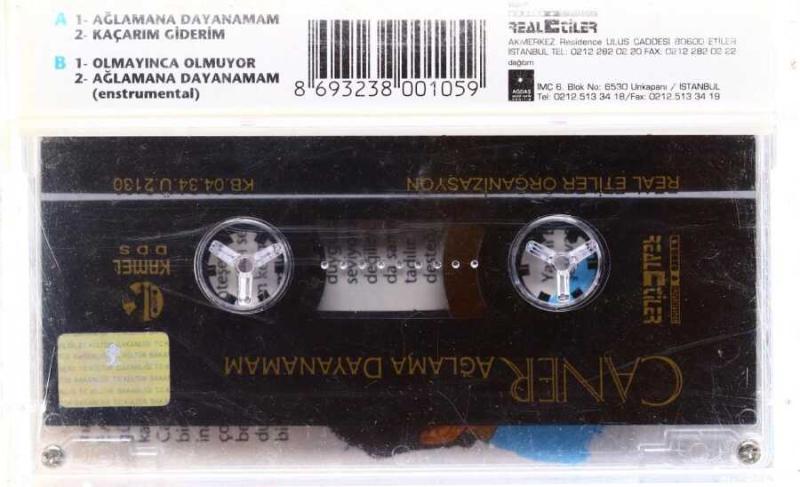 A 1- AĞLAMANA DAYANAMAM
2- KAÇARIM GİDERİM
B 1- OLMAYINCA OLMUYOR
2- AĞLAMANA DAYANAMAM
(enstrumental)
8 693238 001059
REAL ETİLER
AKMERKEZ Residence ULUS CADDESİ 80600 ETİLER
İSTANBUL TEL: 0212 282 02 20 FAX: 0212 282 02 22
dağıtım
İMC 6. Blok No: 6530 Unkapanı / İSTANBUL
Tel: 0212 513 34 18/Fax: 0212 513 34 19
CANER AĞLAMA DAYANAMAM
REAL ETİLER
KARMEL
DDS
REAL ETİLER ORGANİZASYON
KB.04.34.U.2130